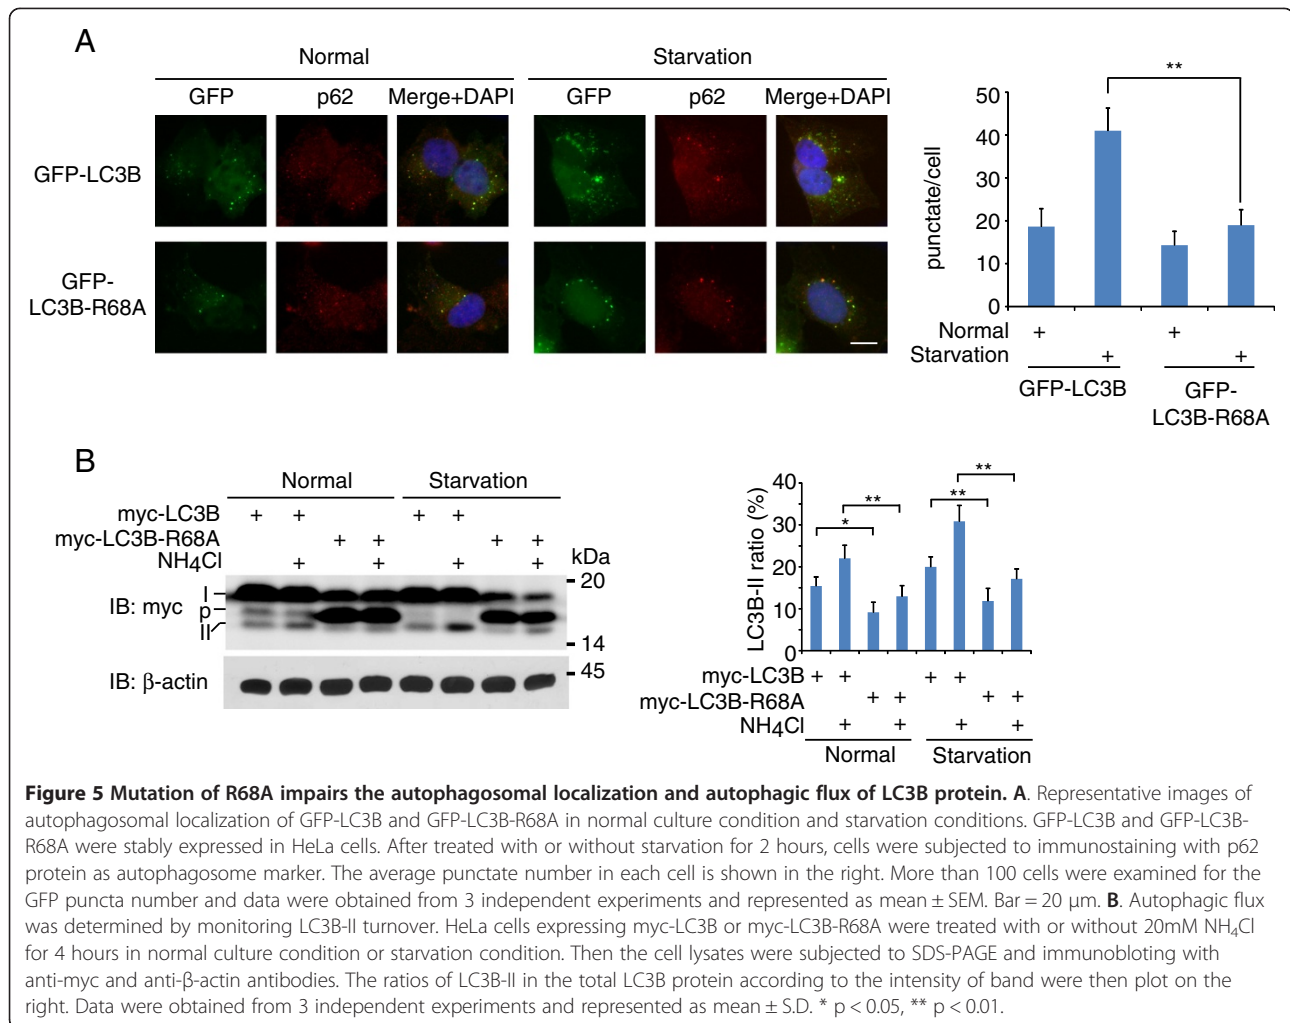 A
Normal
Starvation
GFP p62 Merge+DAPI GFP p62 Merge+DAPI
GFP-LC3B
GFP-
LC3B-R68A
**
punctate/cell
50
40
30
20
10
0
Normal + +
Starvation + +
GFP-LC3B GFP-
LC3B-R68A
B
Normal Starvation
myc-LC3B + + + +
myc-LC3B-R68A + + + +
NH4Cl + + + +
kDa
IB: myc
I
p
II
20
14
IB: β-actin
45
LC3B-II ratio (%)
40
30
20
10
0
* ** ** **
myc-LC3B + + + +
myc-LC3B-R68A + + + +
NH4Cl + + + +
Normal Starvation
Figure 5 Mutation of R68A impairs the autophagosomal localization and autophagic flux of LC3B protein. A. Representative images of
autophagosomal localization of GFP-LC3B and GFP-LC3B-R68A in normal culture condition and starvation conditions. GFP-LC3B and GFP-LC3B-
R68A were stably expressed in HeLa cells. After treated with or without starvation for 2 hours, cells were subjected to immunostaining with p62
protein as autophagosome marker. The average punctate number in each cell is shown in the right. More than 100 cells were examined for the
GFP puncta number and data were obtained from 3 independent experiments and represented as mean ± SEM. Bar = 20 μm. B. Autophagic flux
was determined by monitoring LC3B-II turnover. HeLa cells expressing myc-LC3B or myc-LC3B-R68A were treated with or without 20mM NH4Cl
for 4 hours in normal culture condition or starvation condition. Then the cell lysates were subjected to SDS-PAGE and immunobloting with
anti-myc and anti-β-actin antibodies. The ratios of LC3B-II in the total LC3B protein according to the intensity of band were then plot on the
right. Data were obtained from 3 independent experiments and represented as mean ± S.D. * p < 0.05, ** p < 0.01.